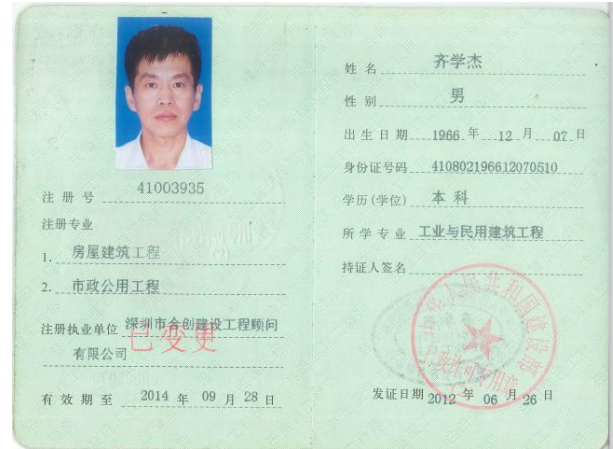 41003935
注 册 号
注册专业
1. 房屋建筑工程
2. 市政公用工程
注册执业单位 深圳市合创建设工程顾问
有限公司
已变更
有 效 期 至 2014 年 09 月 28 日
姓 名 齐学杰
性 别 男
出 生 日 期 1966 年 12 月 07 日
身份证号码 410802196612070510
学历(学位) 本 科
所 学 专 业 工业与民用建筑工程
持证人签名
发证日期 2012 年 06 月 26 日